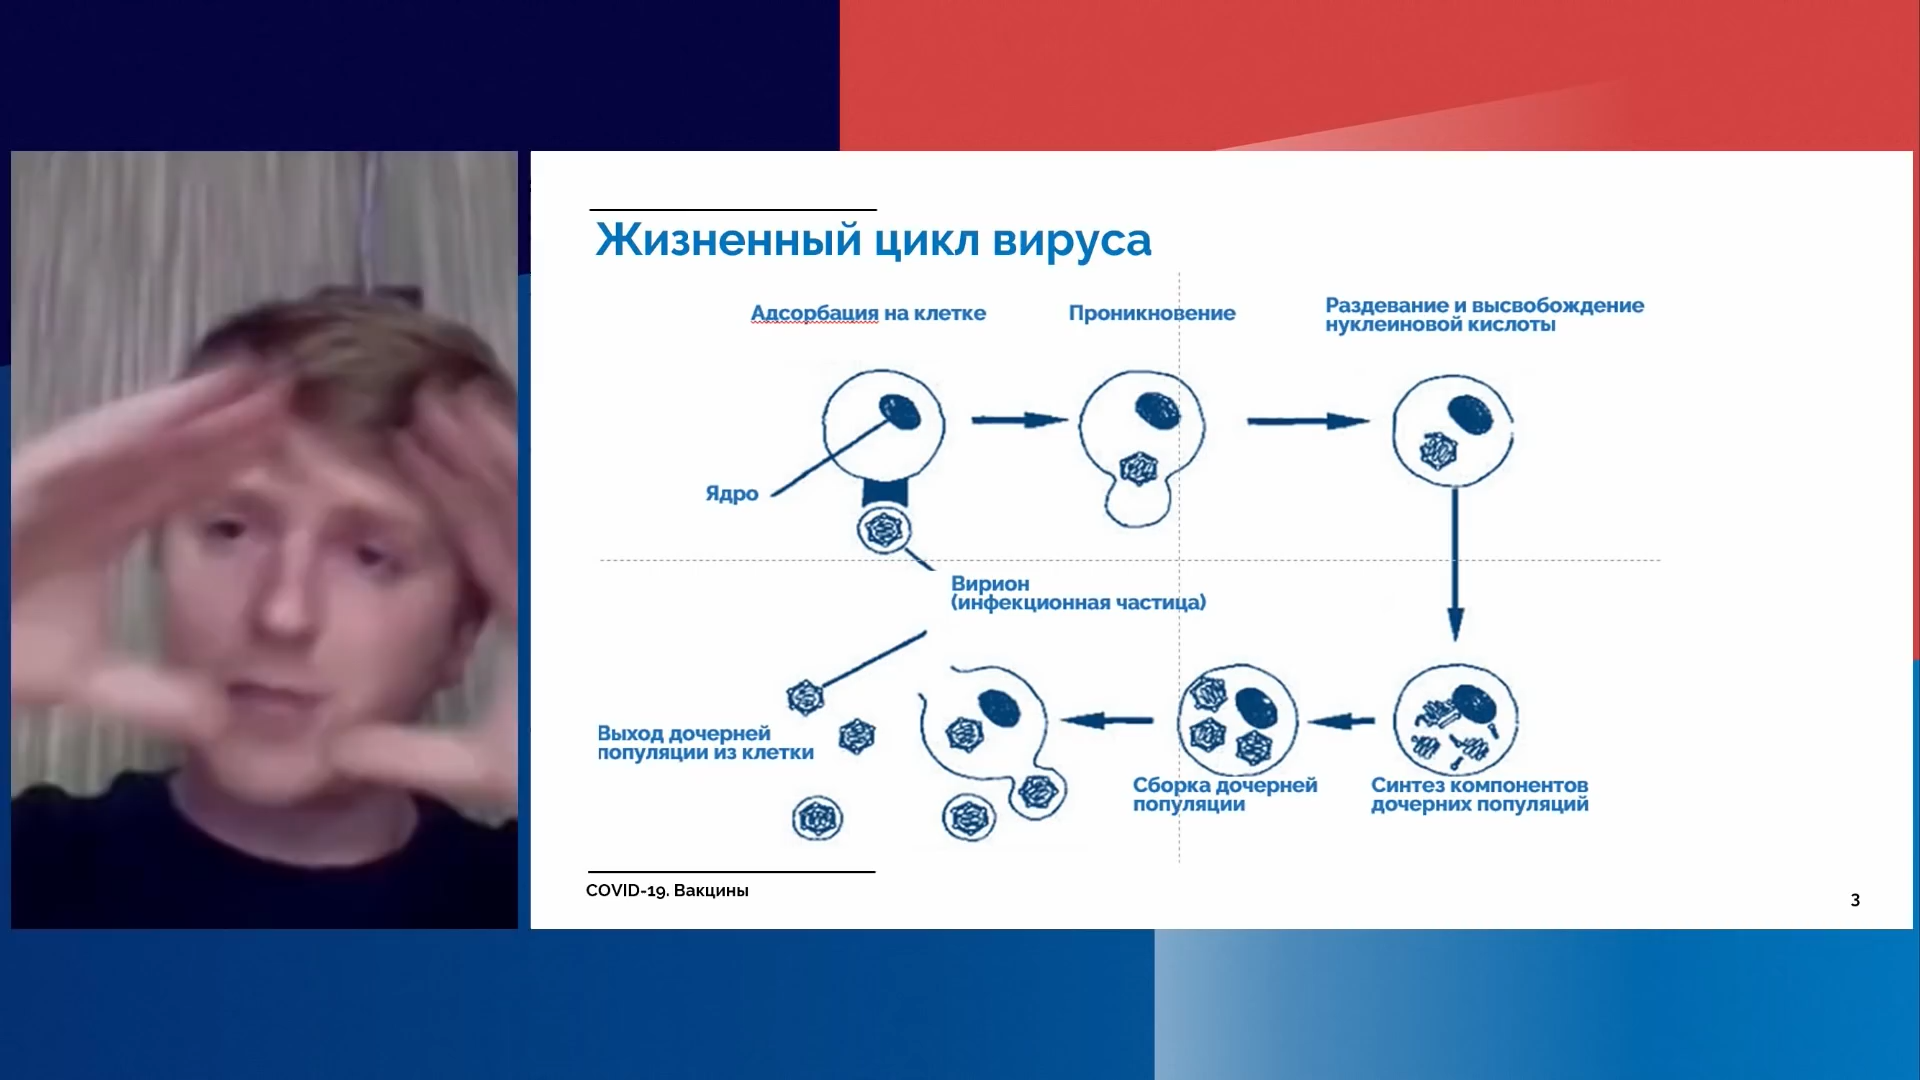 Жизненный цикл вируса
Адсорбация на клетке
Проникновение
Раздевание и высвобождение
нуклеиновой кислоты
Ядро
Вирион
(инфекционная частица)
Выход дочерней
популяции из клетки
Сборка дочерней
популяции
Синтез компонентов
дочерних популяций
COVID-19. Вакцины
3